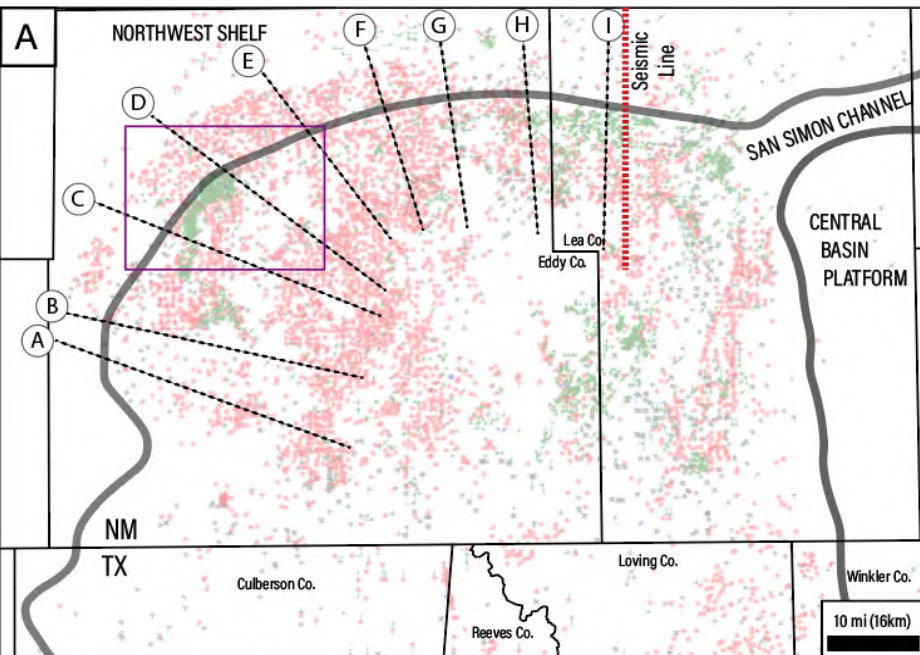 A
NORTHWEST SHELF
A
B
C
D
E
F
G
H
I
Seismic
Line
SAN SIMON CHANNEL
CENTRAL
BASIN
PLATFORM
Lea Co.
Eddy Co.
NM
TX
Culberson Co.
Reeves Co.
Loving Co.
Winkler Co.
10 mi (16km)